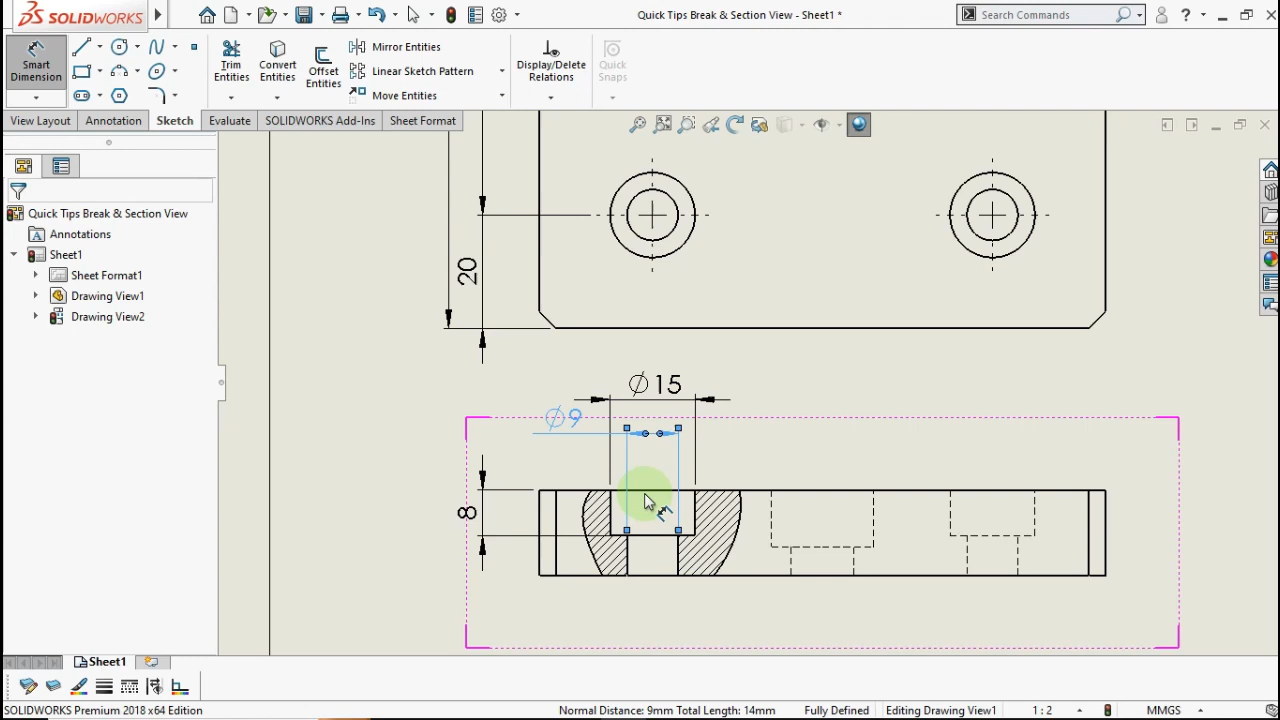 SOLIDWORKS
Quick Tips Break & Section View - Sheet1 *
Search Commands
?
Smart Dimension
Trim Entities
Convert Entities
Offset Entities
Mirror Entities
Linear Sketch Pattern
Move Entities
Display/Delete Relations
Quick Snaps
View Layout
Annotation
Sketch
Evaluate
SOLIDWORKS Add-Ins
Sheet Format
Quick Tips Break & Section View
Annotations
Sheet1
Sheet Format1
Drawing View1
Drawing View2
20
∅15
∅9
8
Sheet1
SOLIDWORKS Premium 2018 x64 Edition
Normal Distance: 9mm Total Length: 14mm
Fully Defined
Editing Drawing View1
1 : 2
MMGS